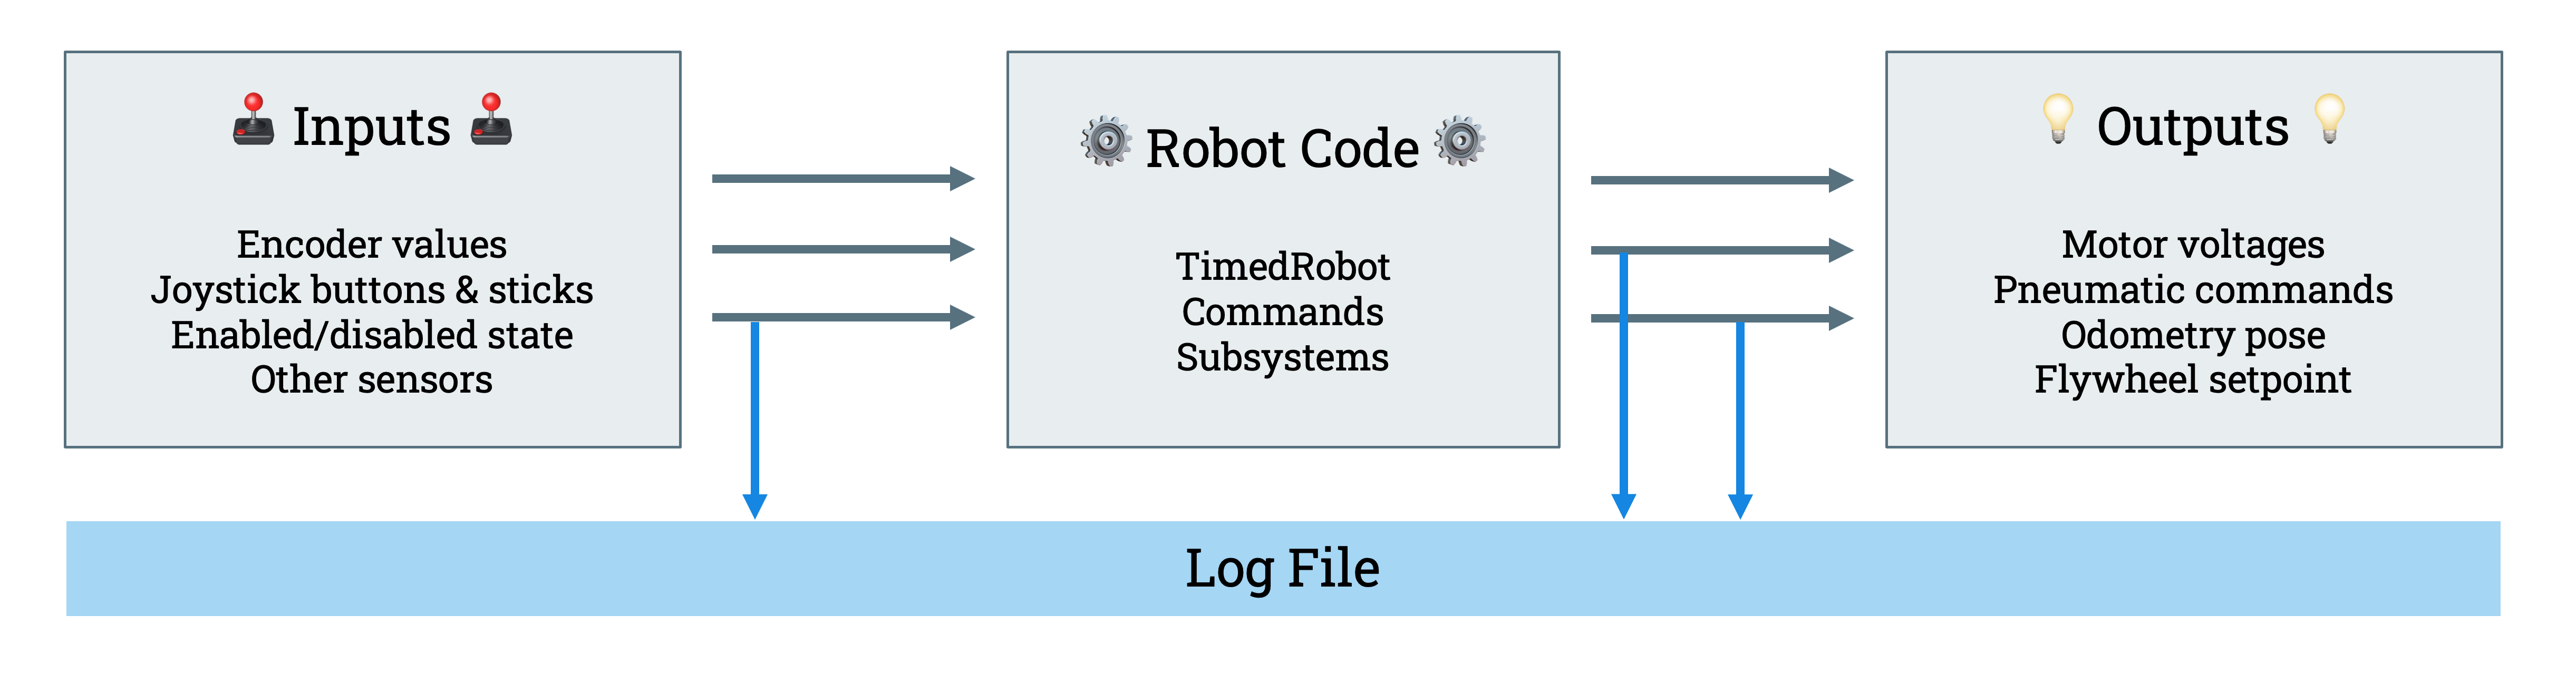 Inputs
Encoder values
Joystick buttons & sticks
Enabled/disabled state
Other sensors
Robot Code
TimedRobot
Commands
Subsystems
Outputs
Motor voltages
Pneumatic commands
Odometry pose
Flywheel setpoint
Log File